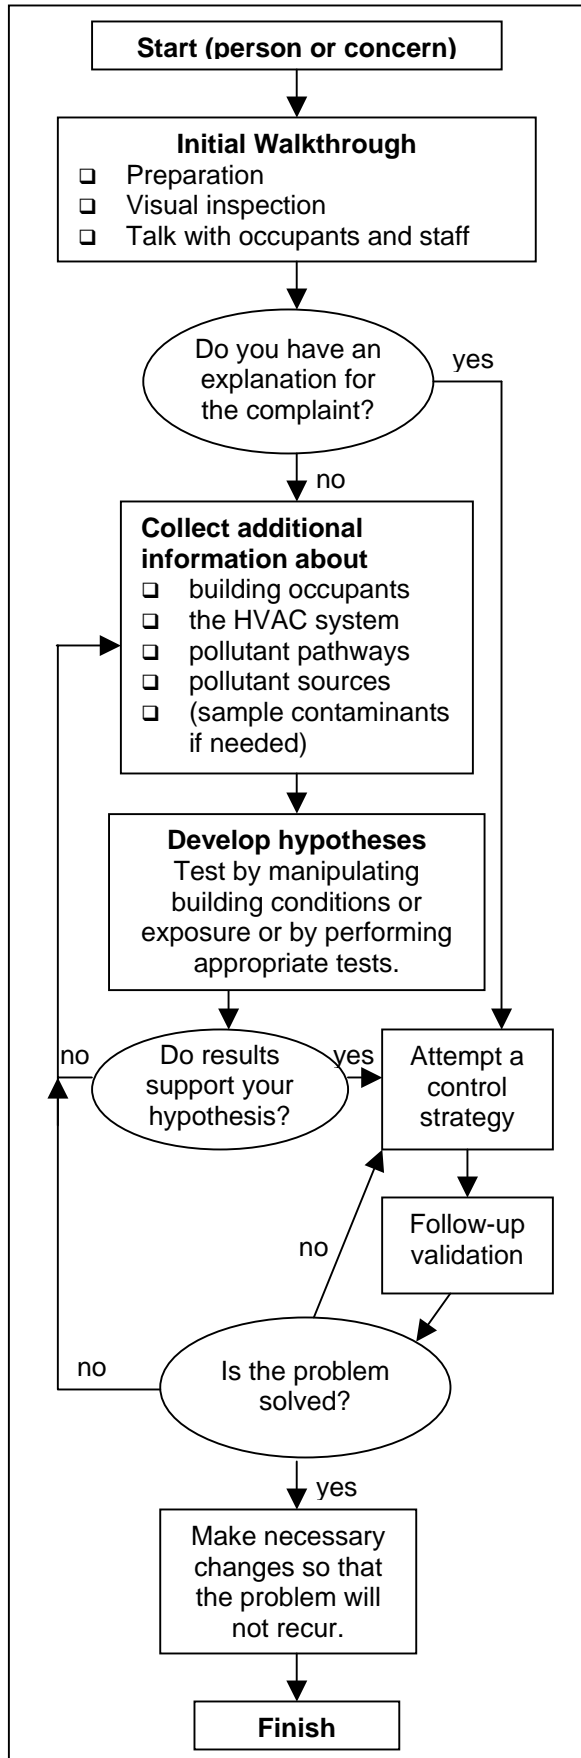 Start (person or concern)
Initial Walkthrough
❑ Preparation
❑ Visual inspection
❑ Talk with occupants and staff
Do you have an
explanation for
the complaint?
yes
no
Collect additional
information about
❑ building occupants
❑ the HVAC system
❑ pollutant pathways
❑ pollutant sources
❑ (sample contaminants
if needed)
Develop hypotheses
Test by manipulating
building conditions or
exposure or by performing
appropriate tests.
no
Do results
support your
hypothesis?
yes
Attempt a
control
strategy
Follow-up
validation
no
no
Is the problem
solved?
yes
Make necessary
changes so that
the problem will
not recur.
Finish